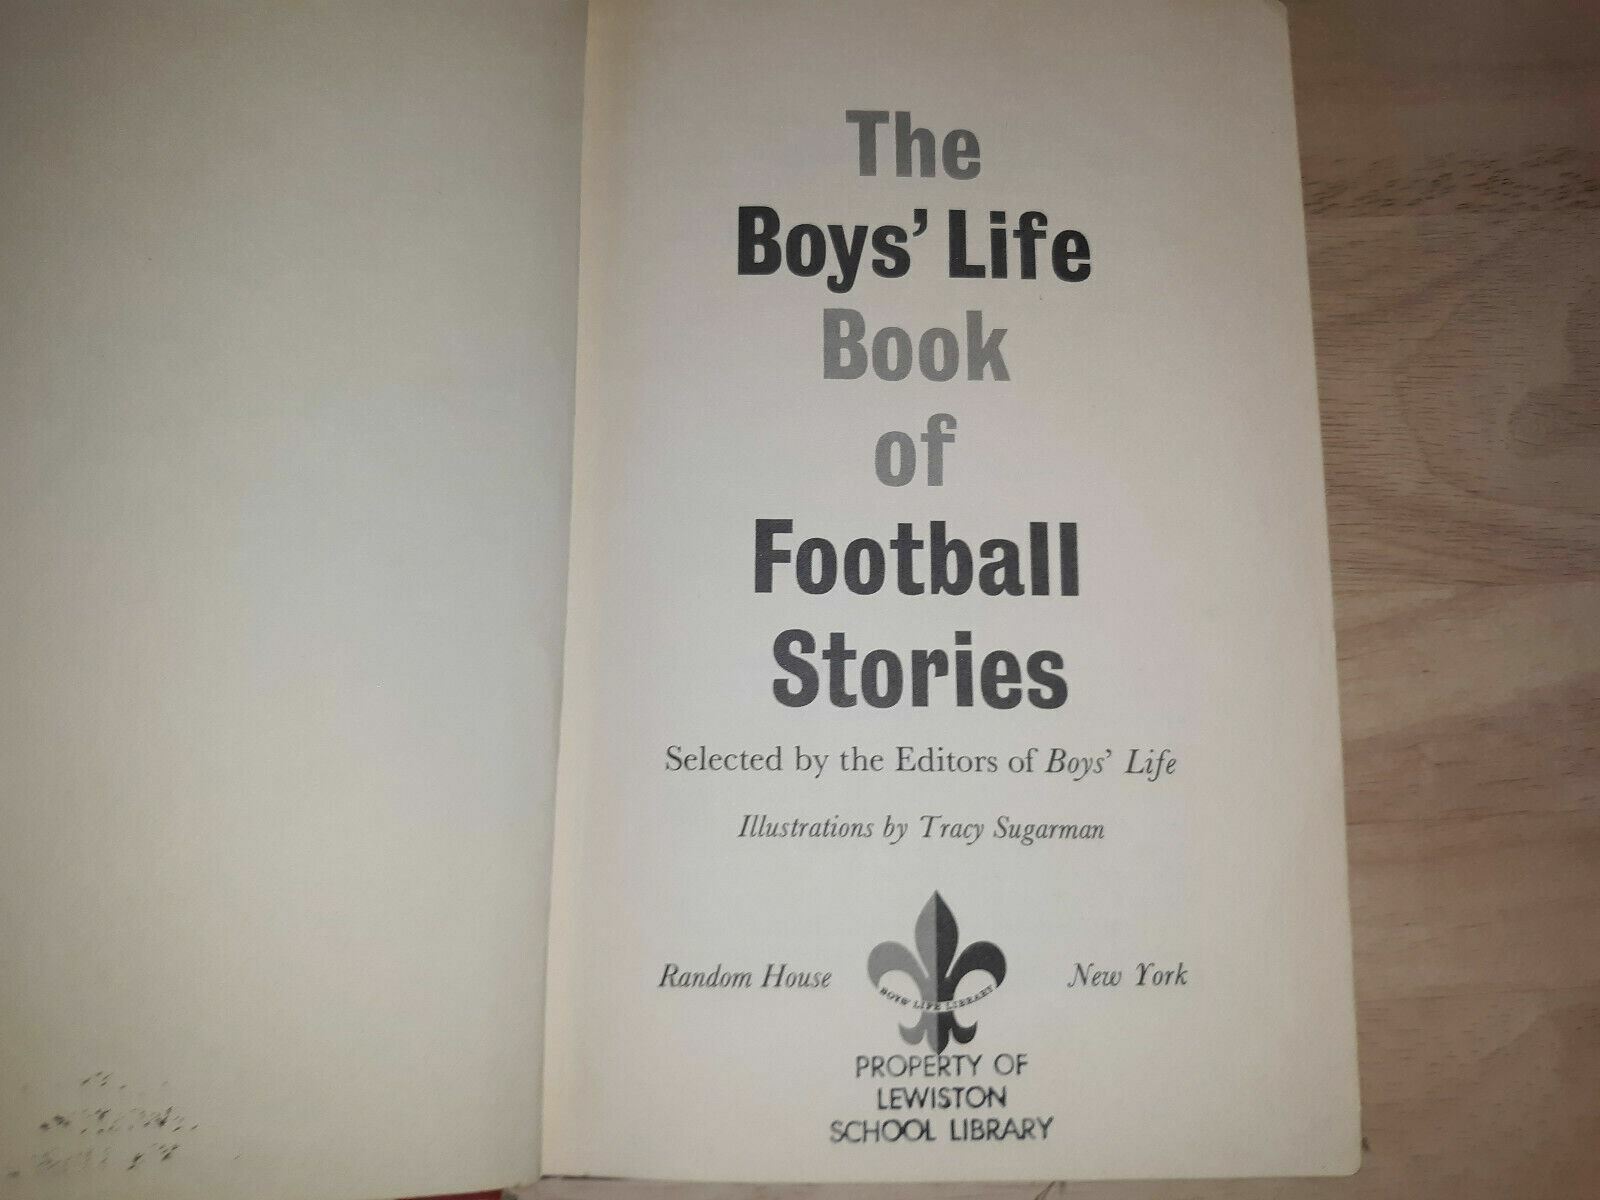 The
Boys' Life
Book
of
Football
Stories
Selected by the Editors of Boys' Life
Illustrations by Tracy Sugarman
Random House
BOYS' LIFE LIBRARY
New York
PROPERTY OF
LEWISTON
SCHOOL LIBRARY